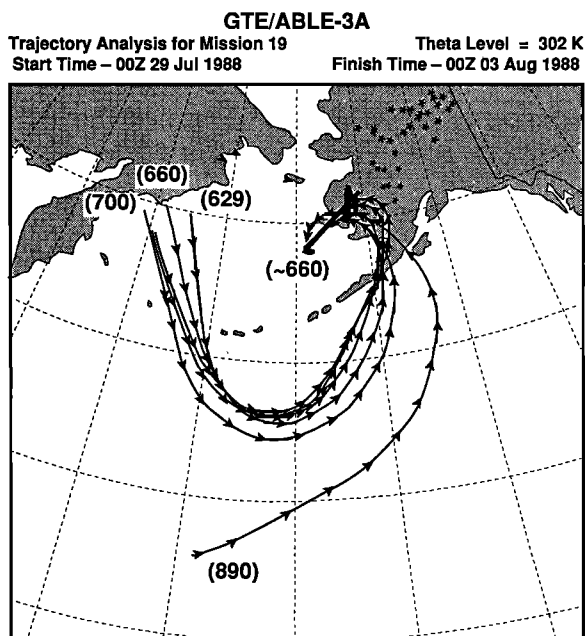 GTE/ABLE-3A
Trajectory Analysis for Mission 19 Theta Level = 302 K
Start Time – 00Z 29 Jul 1988 Finish Time – 00Z 03 Aug 1988
(660)
(700) (629)
(~660)
(890)